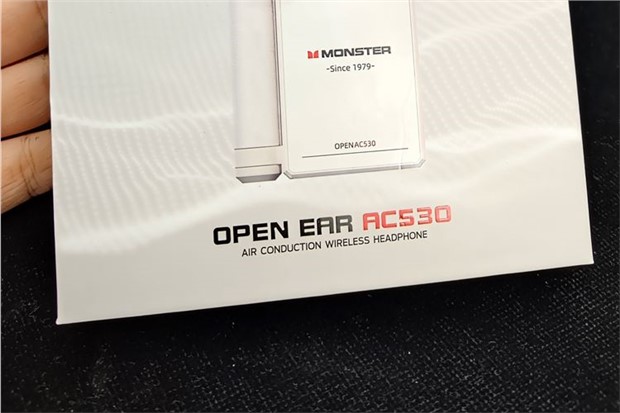 MONSTER
-Since 1979-
OPENAC530
OPEN EAR AC530
AIR CONDUCTION WIRELESS HEADPHONE